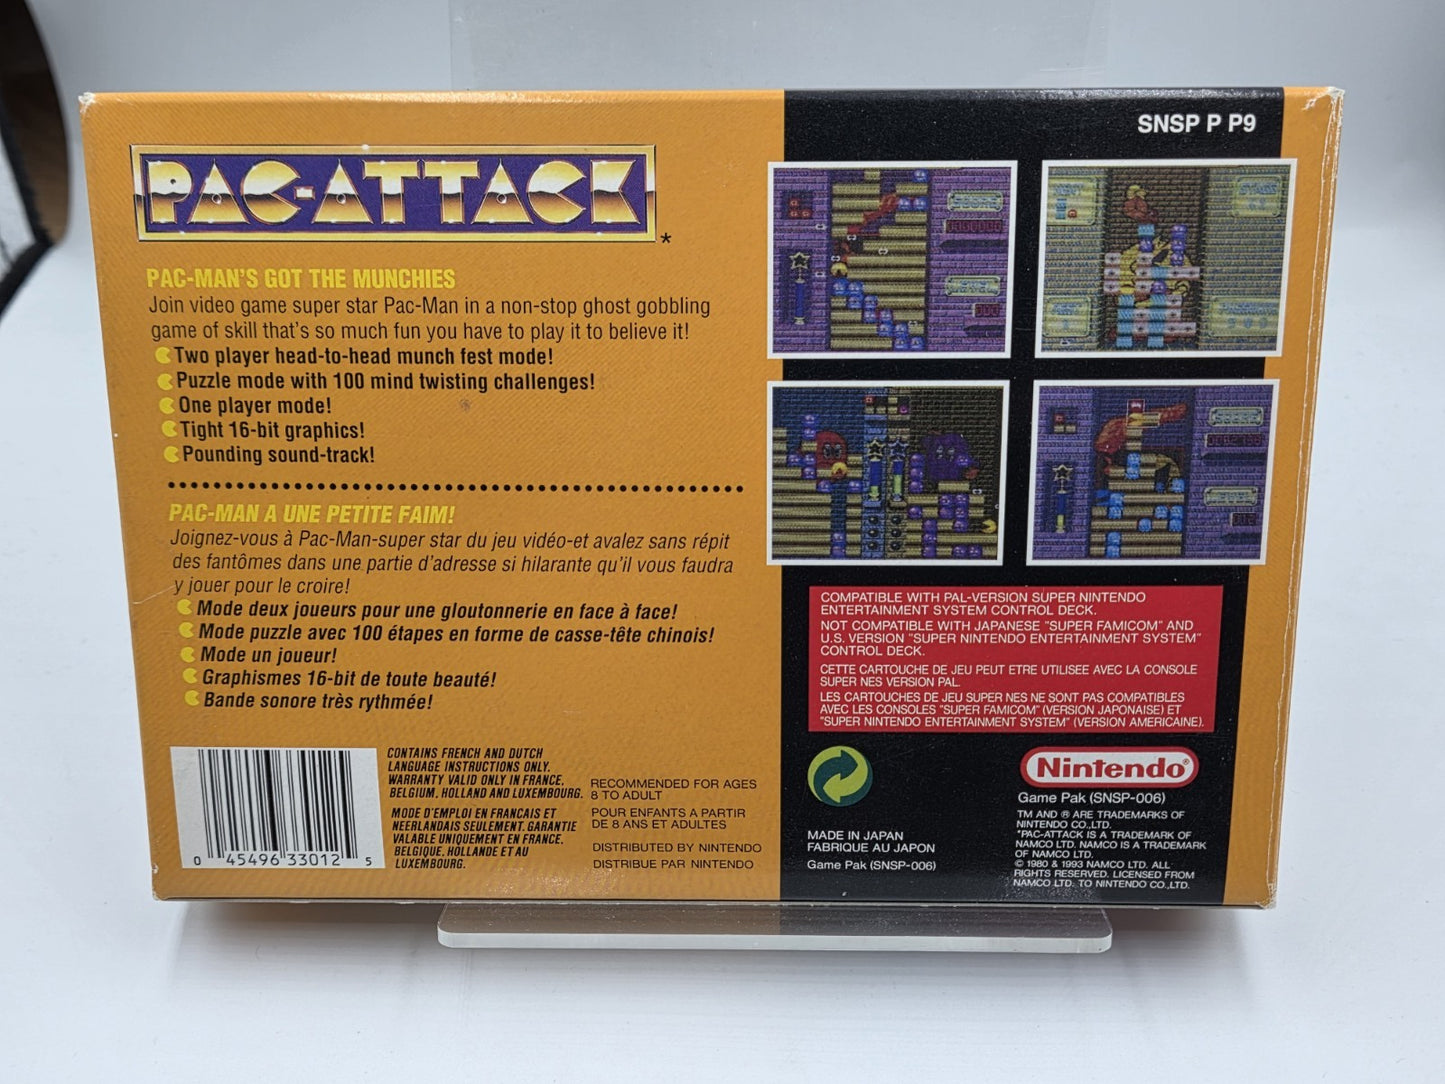 PAC-ATTACK
*
PAC-MAN'S GOT THE MUNCHIES
Join video game super star Pac-Man in a non-stop ghost gobbling
game of skill that's so much fun you have to play it to believe it!
Two player head-to-head munch fest mode!
Puzzle mode with 100 mind twisting challenges!
One player mode!
Tight 16-bit graphics!
Pounding sound-track!
PAC-MAN A UNE PETITE FAIM!
Joignez-vous à Pac-Man-super star du jeu vidéo-et avalez sans répit
des fantômes dans une partie d'adresse si hilarante qu'il vous faudra
y jouer pour le croire!
Mode deux joueurs pour une gloutonnerie en face à face!
Mode puzzle avec 100 étapes en forme de casse-tête chinois!
Mode un joueur!
Graphismes 16-bit de toute beauté!
Bande sonore très rythmée!
0 45496 33012 5
CONTAINS FRENCH AND DUTCH
LANGUAGE INSTRUCTIONS ONLY.
WARRANTY VALID ONLY IN FRANCE,
BELGIUM, HOLLAND AND LUXEMBOURG.
MODE D'EMPLOI EN FRANCAIS ET
NEERLANDAIS SEULEMENT. GARANTIE
VALABLE UNIQUEMENT EN FRANCE,
BELGIQUE, HOLLANDE ET AU
LUXEMBOURG.
RECOMMENDED FOR AGES
8 TO ADULT
POUR ENFANTS A PARTIR
DE 8 ANS ET ADULTES
DISTRIBUTED BY NINTENDO
DISTRIBUE PAR NINTENDO
SNSP P P9
COMPATIBLE WITH PAL-VERSION SUPER NINTENDO
ENTERTAINMENT SYSTEM CONTROL DECK.
NOT COMPATIBLE WITH JAPANESE "SUPER FAMICOM" AND
U.S. VERSION "SUPER NINTENDO ENTERTAINMENT SYSTEM"
CONTROL DECK.
CETTE CARTOUCHE DE JEU PEUT ETRE UTILISEE AVEC LA CONSOLE
SUPER NES VERSION PAL.
LES CARTOUCHES DE JEU SUPER NES NE SONT PAS COMPATIBLES
AVEC LES CONSOLES "SUPER FAMICOM" (VERSION JAPONAISE) ET
"SUPER NINTENDO ENTERTAINMENT SYSTEM" (VERSION AMERICAINE).
MADE IN JAPAN
FABRIQUE AU JAPON
Game Pak (SNSP-006)
Nintendo®
Game Pak (SNSP-006)
TM AND ® ARE TRADEMARKS OF
NINTENDO CO.,LTD.
*PAC-ATTACK IS A TRADEMARK OF
NAMCO LTD. NAMCO IS A TRADEMARK
OF NAMCO LTD.
© 1980 & 1993 NAMCO LTD. ALL
RIGHTS RESERVED. LICENSED FROM
NAMCO LTD. TO NINTENDO CO.,LTD.